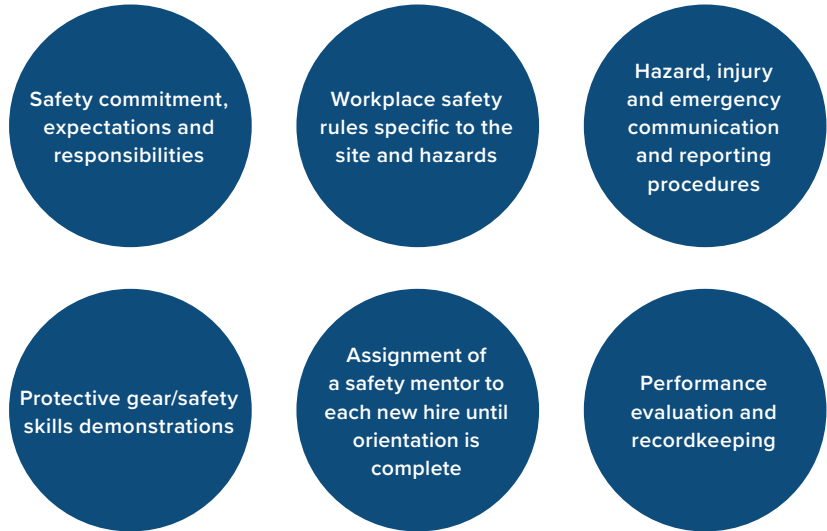 Safety commitment,
expectations and
responsibilities
Workplace safety
rules specific to the
site and hazards
Hazard, injury
and emergency
communication
and reporting
procedures
Protective gear/safety
skills demonstrations
Assignment of
a safety mentor to
each new hire until
orientation is
complete
Performance
evaluation and
recordkeeping